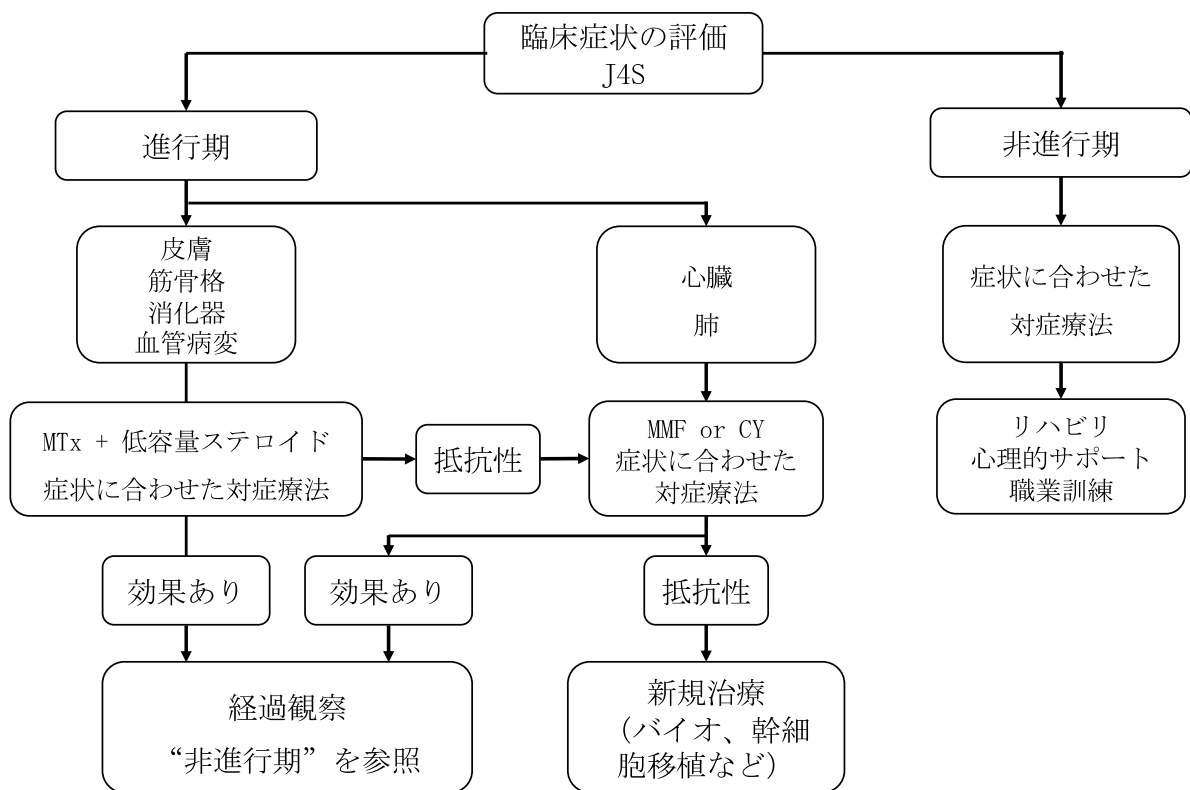 臨床症状の評価
J4S
進行期
非進行期
皮膚
筋骨格
消化器
血管病変
心臓
肺
症状に合わせた
対症療法
MTx + 低容量ステロイド
症状に合わせた対症療法
抵抗性
MMF or CY
症状に合わせた
対症療法
リハビリ
心理的サポート
職業訓練
効果あり
効果あり
抵抗性
経過観察
“非進行期”を参照
新規治療
（バイオ、幹細
胞移植など）